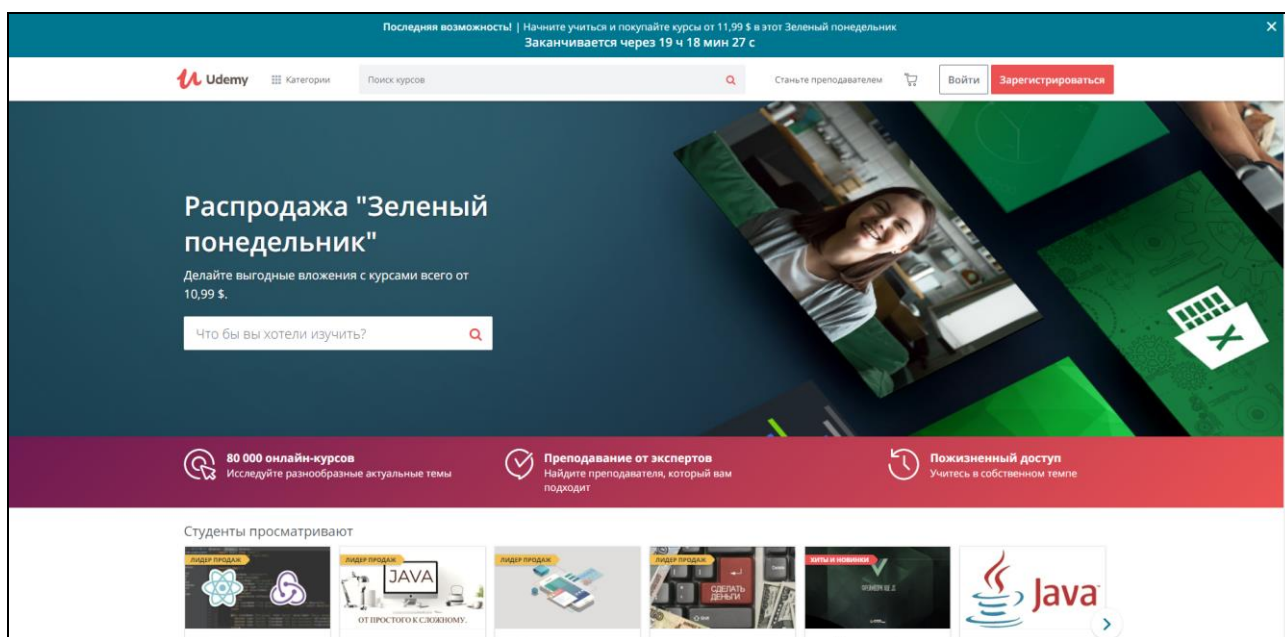 Последняя возможность! | Начните учиться и покупайте курсы от 11,99 $ в этот Зеленый понедельник
Заканчивается через 19 ч 18 мин 27 с
Udemy
Категории
Поиск курсов
Станьте преподавателем
Войти
Зарегистрироваться
Распродажа "Зеленый
понедельник"
Делайте выгодные вложения с курсами всего от
10,99 $.
Что бы вы хотели изучить?
80 000 онлайн-курсов
Исследуйте разнообразные актуальные темы
Преподавание от экспертов
Найдите преподавателя, который вам
подходит
Пожизненный доступ
Учитесь в собственном темпе
Студенты просматривают
ЛИДЕР ПРОДАЖ
ЛИДЕР ПРОДАЖ
JAVA
ОТ ПРОСТОГО К СЛОЖНОМУ.
ЛИДЕР ПРОДАЖ
ЛИДЕР ПРОДАЖ
СДЕЛАТЬ
ДЕНЬГИ
ХИТЫ И НОВИНКИ
Java